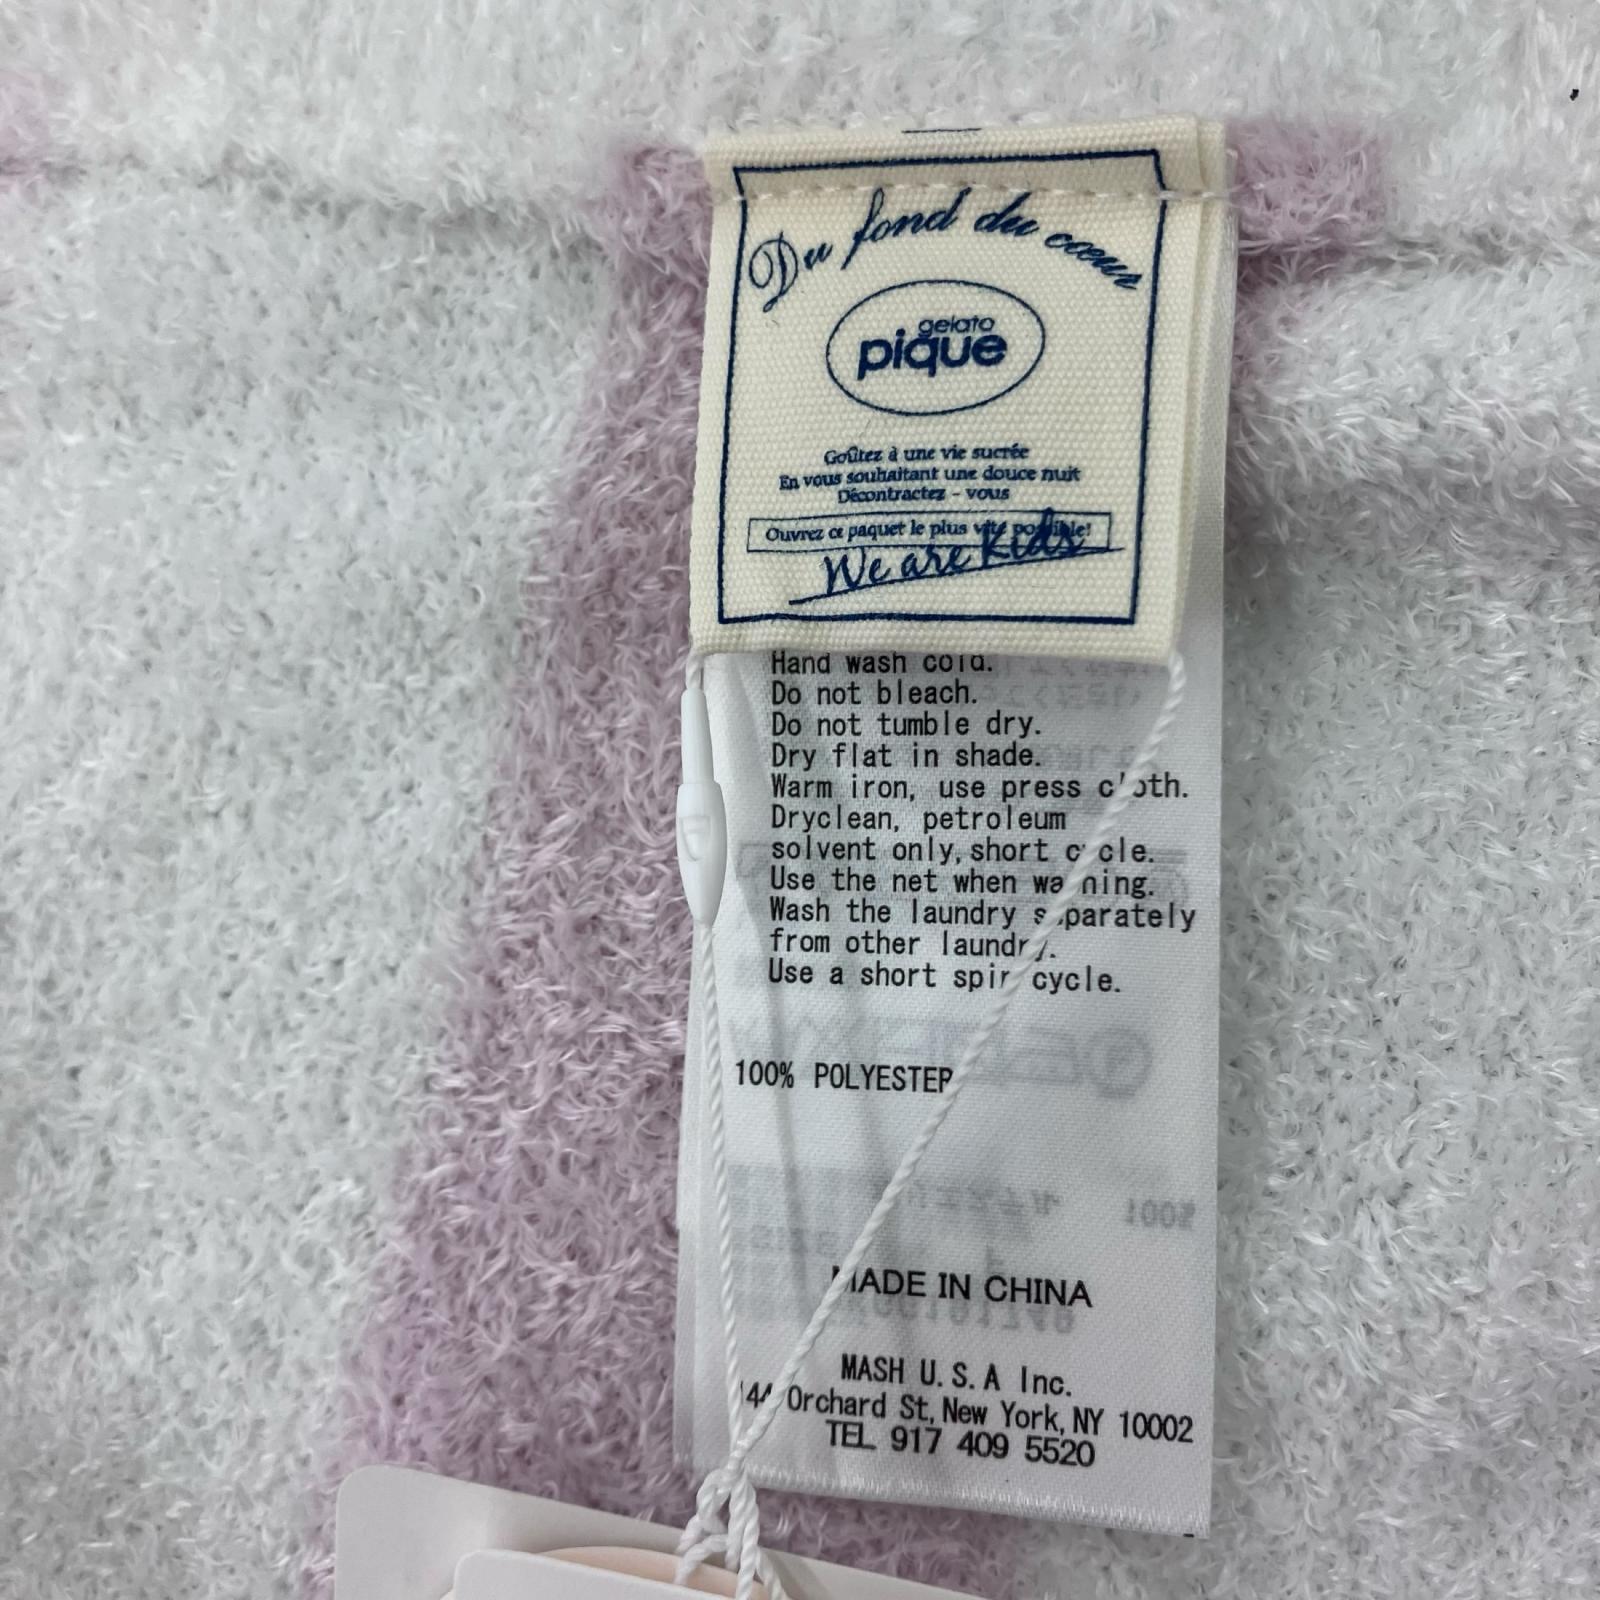 Du fond du cœur
gelato
pique
Goûtez à une vie sucrée
En vous souhaitant une douce nuit
Décontractez - vous
Ouvrez ce paquet le plus vite possible!
We are Kids
Hand wash cold.
Do not bleach.
Do not tumble dry.
Dry flat in shade.
Warm iron, use press cloth.
Dryclean, petroleum
solvent only, short cycle.
Use the net when wa ning.
Wash the laundry separately
from other laundry.
Use a short spin cycle.
100% POLYESTER
MADE IN CHINA
MASH U.S.A Inc.
Orchard St, New York, NY 10002
TEL 917 409 5520